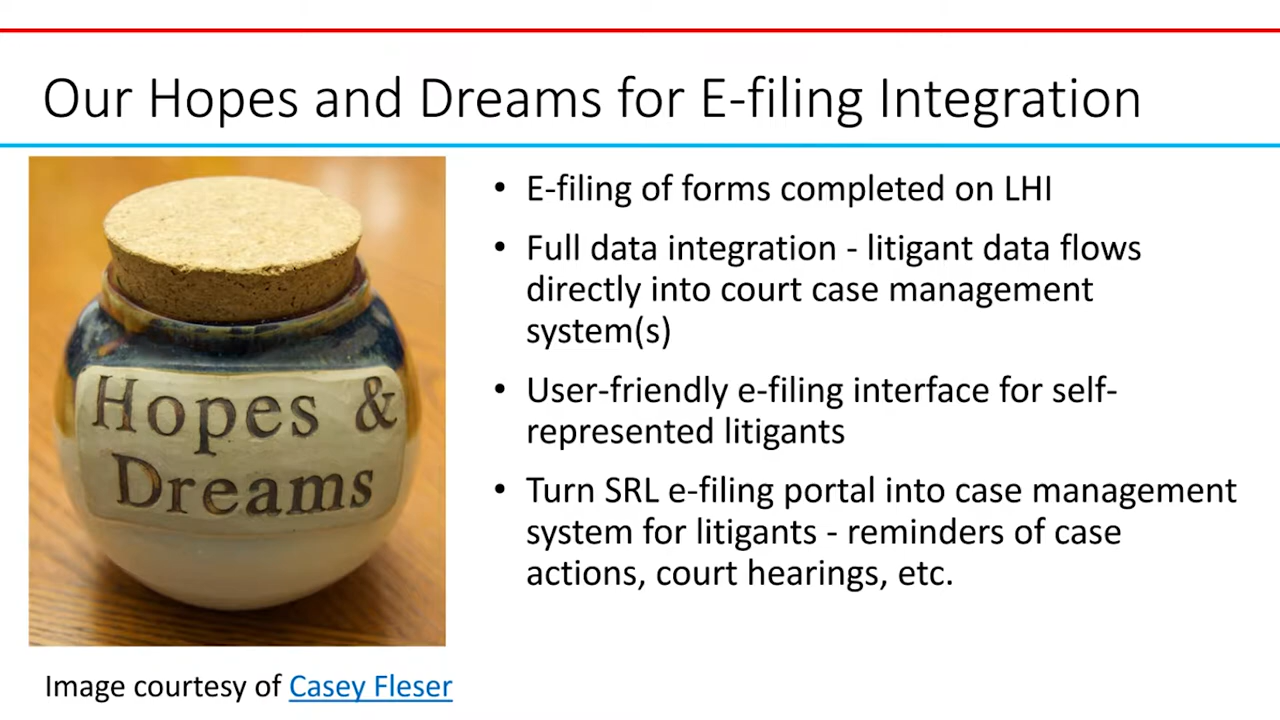 Our Hopes and Dreams for E-filing Integration
Hopes &
Dreams
• E-filing of forms completed on LHI
• Full data integration - litigant data flows
directly into court case management
system(s)
• User-friendly e-filing interface for self-
represented litigants
• Turn SRL e-filing portal into case management
system for litigants - reminders of case
actions, court hearings, etc.
Image courtesy of Casey Fleser